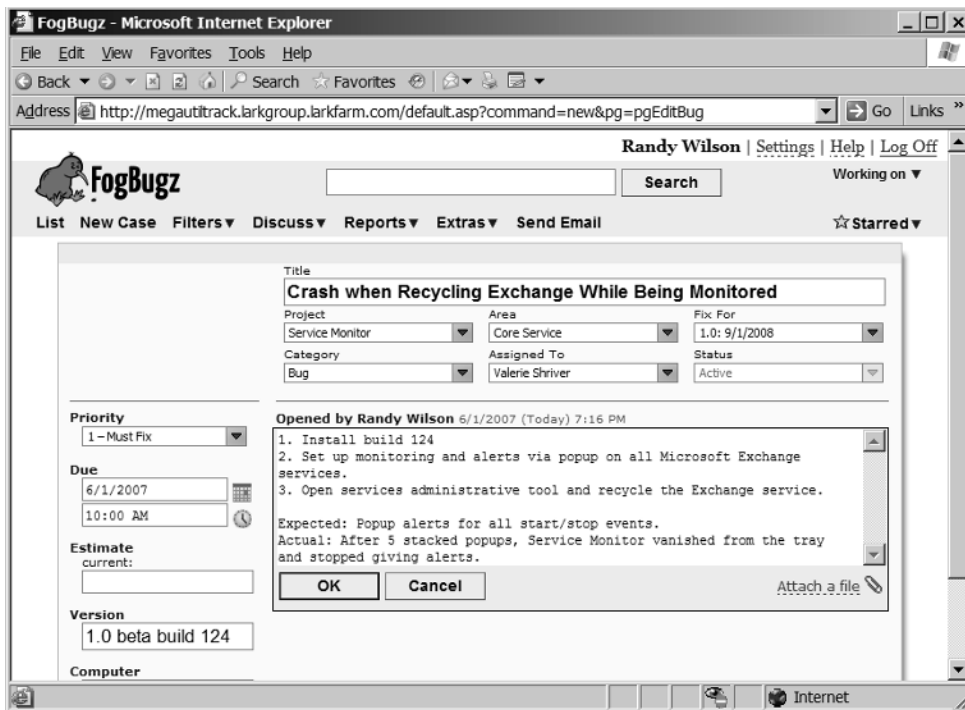 FogBugz - Microsoft Internet Explorer
File Edit View Favorites Tools Help
Back Search Favorites
Address http://megautiltrack.larkgroup.larkfarm.com/default.asp?command=new&pg=pgEditBug Go Links »
Randy Wilson | Settings | Help | Log Off
FogBugz Search Working on ▼
List New Case Filters▼ Discuss▼ Reports▼ Extras▼ Send Email ☆Starred▼
Title
Crash when Recycling Exchange While Being Monitored
Project Area Fix For
Service Monitor Core Service 1.0: 9/1/2008
Category Assigned To Status
Bug Valerie Shriver Active
Priority
1 – Must Fix
Due
6/1/2007
10:00 AM
Estimate
current:
Version
1.0 beta build 124
Computer
Opened by Randy Wilson 6/1/2007 (Today) 7:16 PM
1. Install build 124
2. Set up monitoring and alerts via popup on all Microsoft Exchange
services.
3. Open services administrative tool and recycle the Exchange service.
Expected: Popup alerts for all start/stop events.
Actual: After 5 stacked popups, Service Monitor vanished from the tray
and stopped giving alerts.
OK Cancel Attach a file
Internet